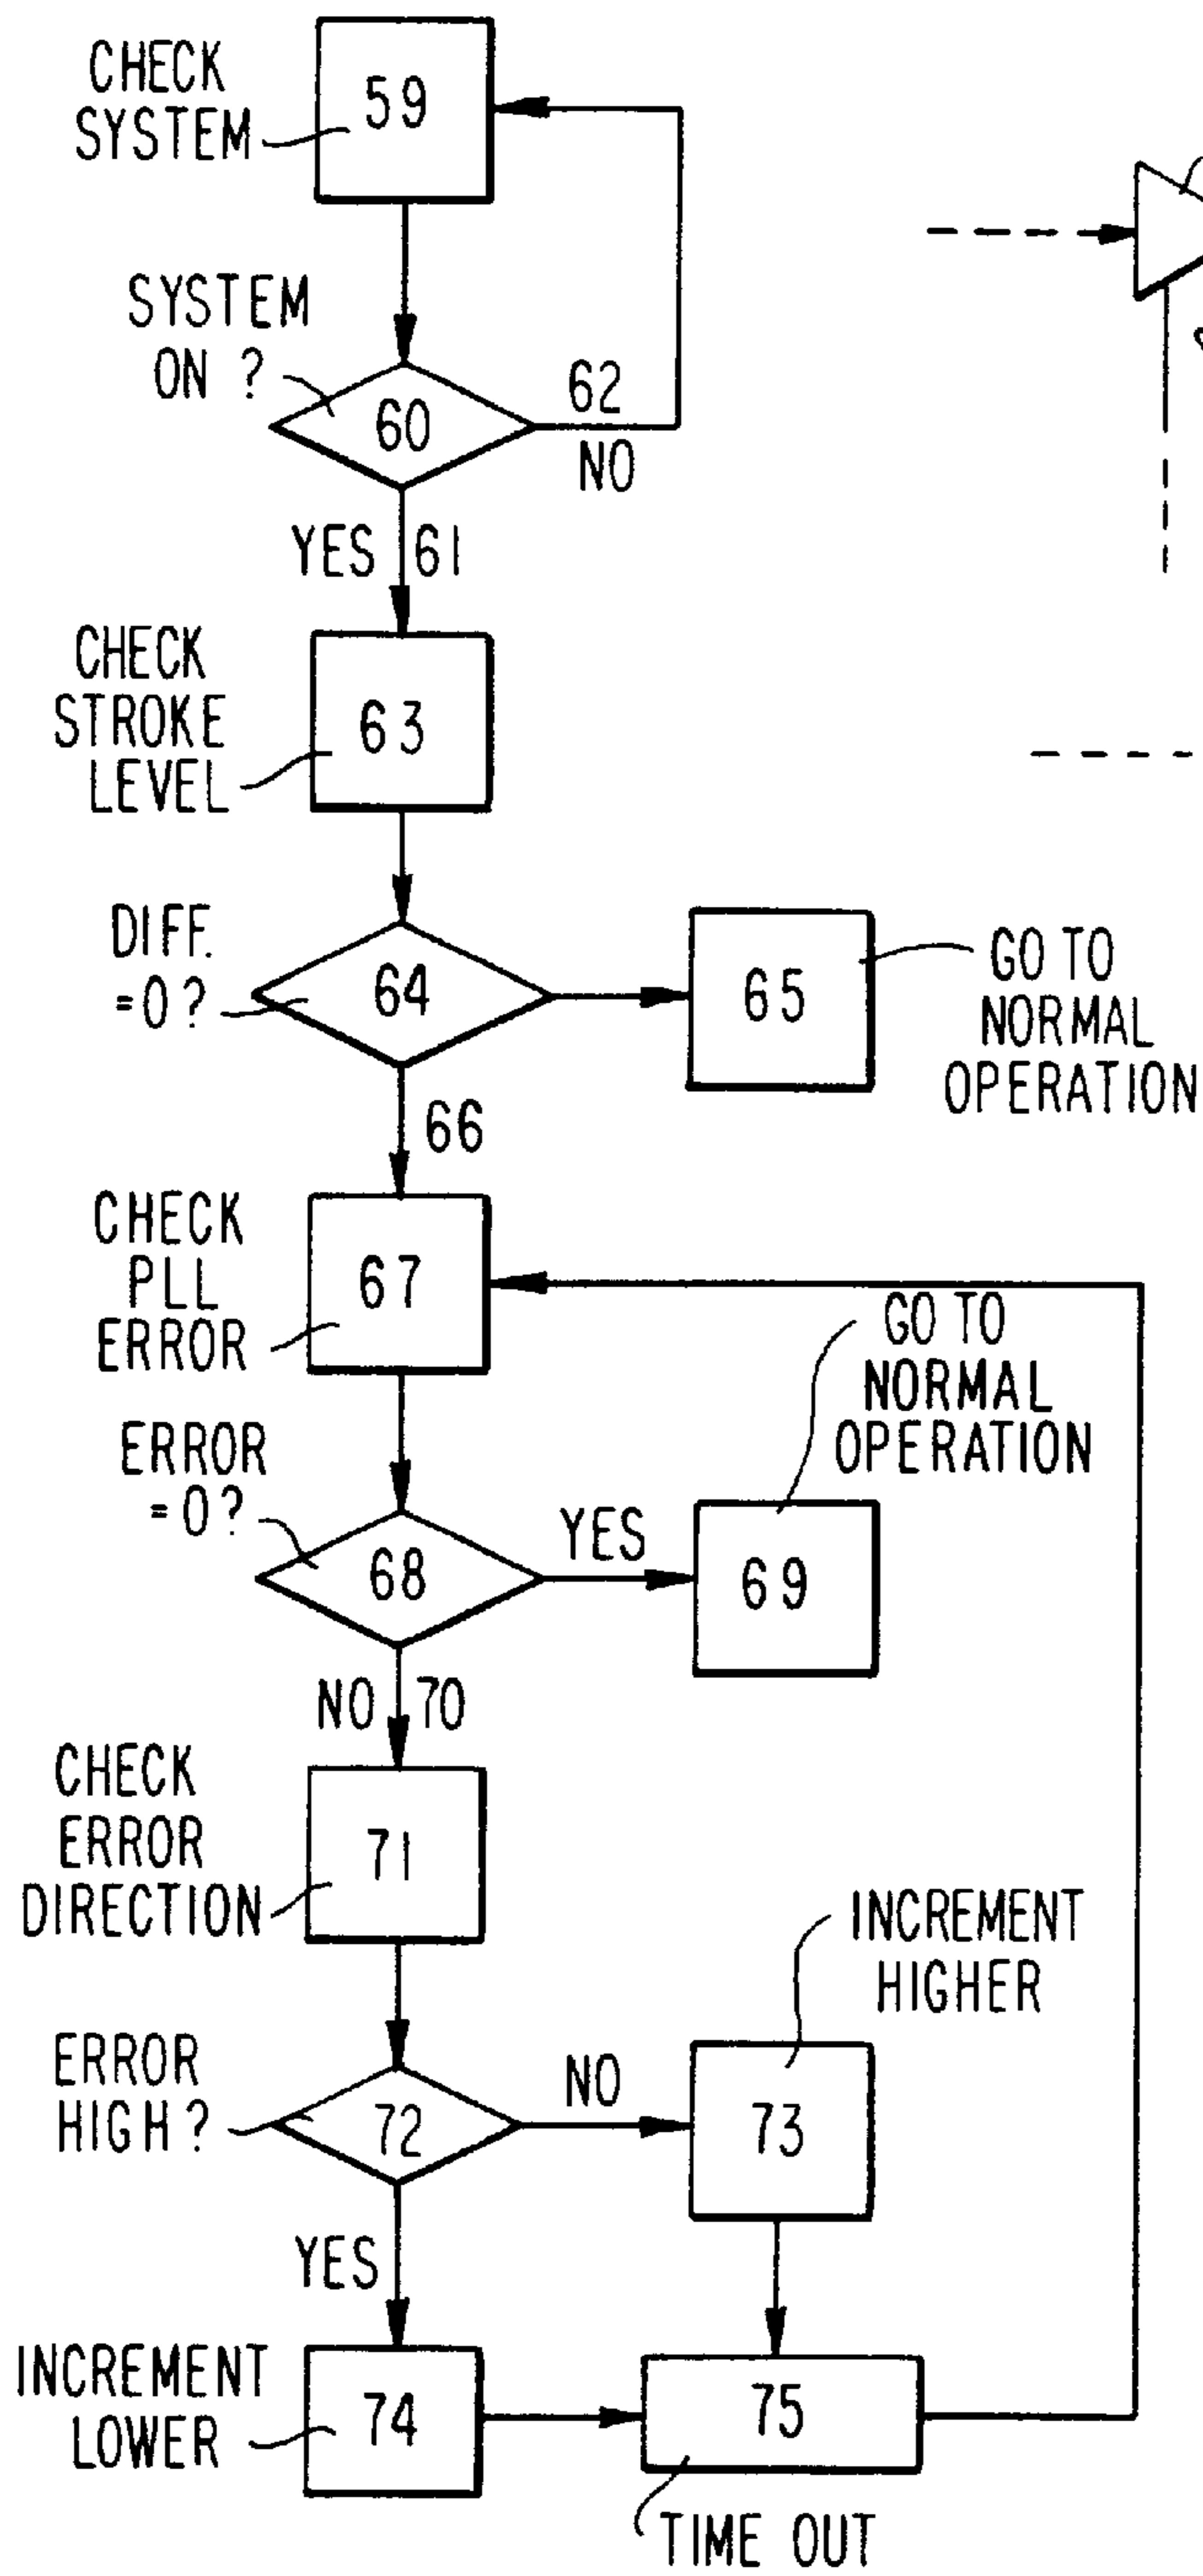 CHECK
SYSTEM
59
SYSTEM
ON ?
60
62
NO
YES 61
CHECK
STROKE
LEVEL
63
DIFF.
=0?
64
65
GO TO
NORMAL
OPERATION
66
CHECK
PLL
ERROR
67
GO TO
NORMAL
OPERATION
ERROR
=0?
68
YES
69
NO 70
CHECK
ERROR
DIRECTION
71
INCREMENT
HIGHER
ERROR
HIGH?
72
NO
73
YES
INCREMENT
LOWER
74
75
TIME OUT